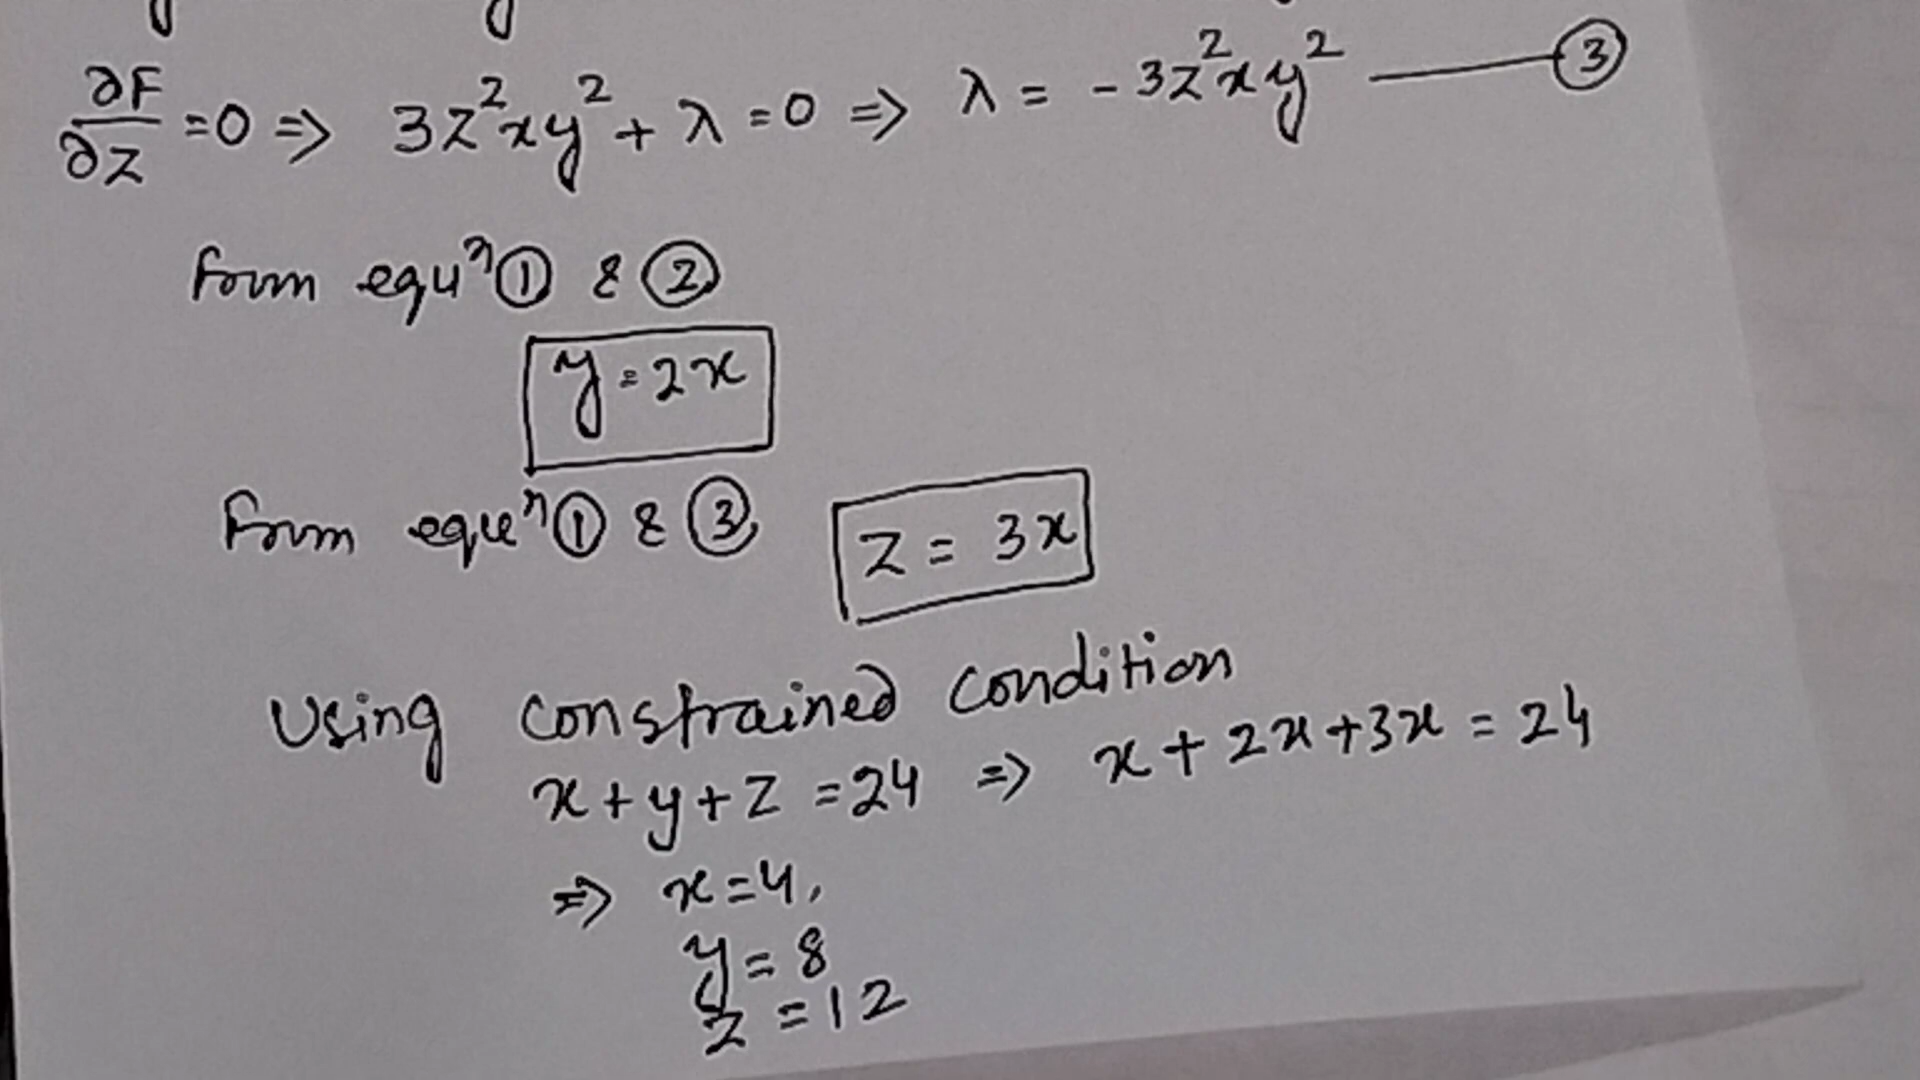 ∂F/∂z = 0 ⇒ 3z²xy² + λ = 0 ⇒ λ = -3z²xy² — ③
from equⁿ ① & ②
y = 2x
from equⁿ ① & ③ z = 3x
Using constrained condition
x + y + z = 24 ⇒ x + 2x + 3x = 24
⇒ x = 4,
y = 8
z = 12